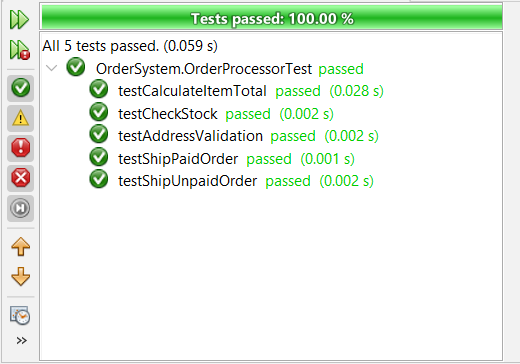 Tests passed: 100.00 %
All 5 tests passed. (0.059 s)
OrderSystem.OrderProcessorTest passed
testCalculateItemTotal passed (0.028 s)
testCheckStock passed (0.002 s)
testAddressValidation passed (0.002 s)
testShipPaidOrder passed (0.001 s)
testShipUnpaidOrder passed (0.002 s)